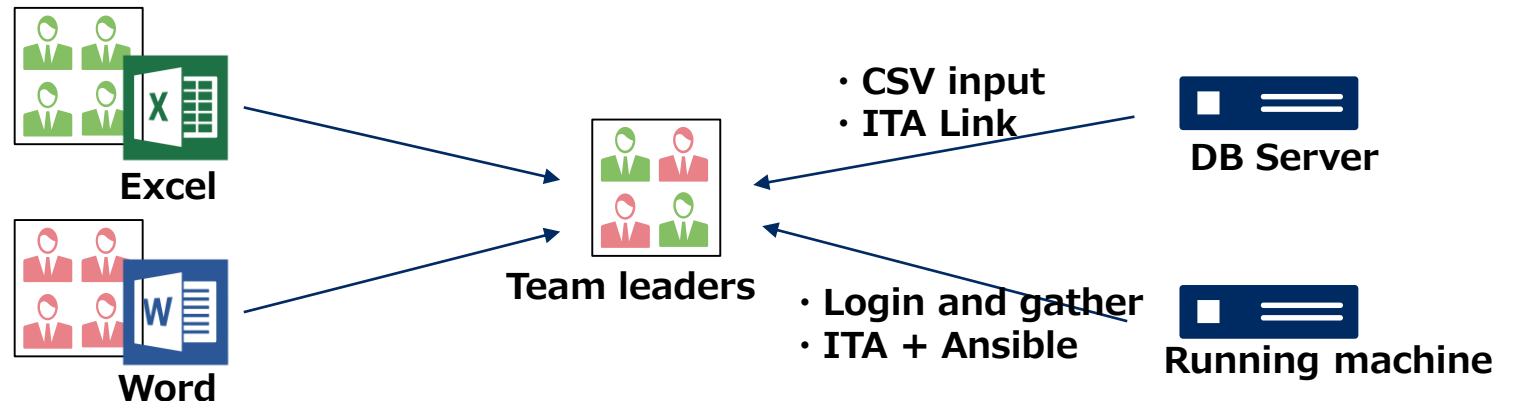 X
Excel
W
Word
Team leaders
・CSV input
・ITA Link
DB Server
・Login and gather
・ITA + Ansible
Running machine